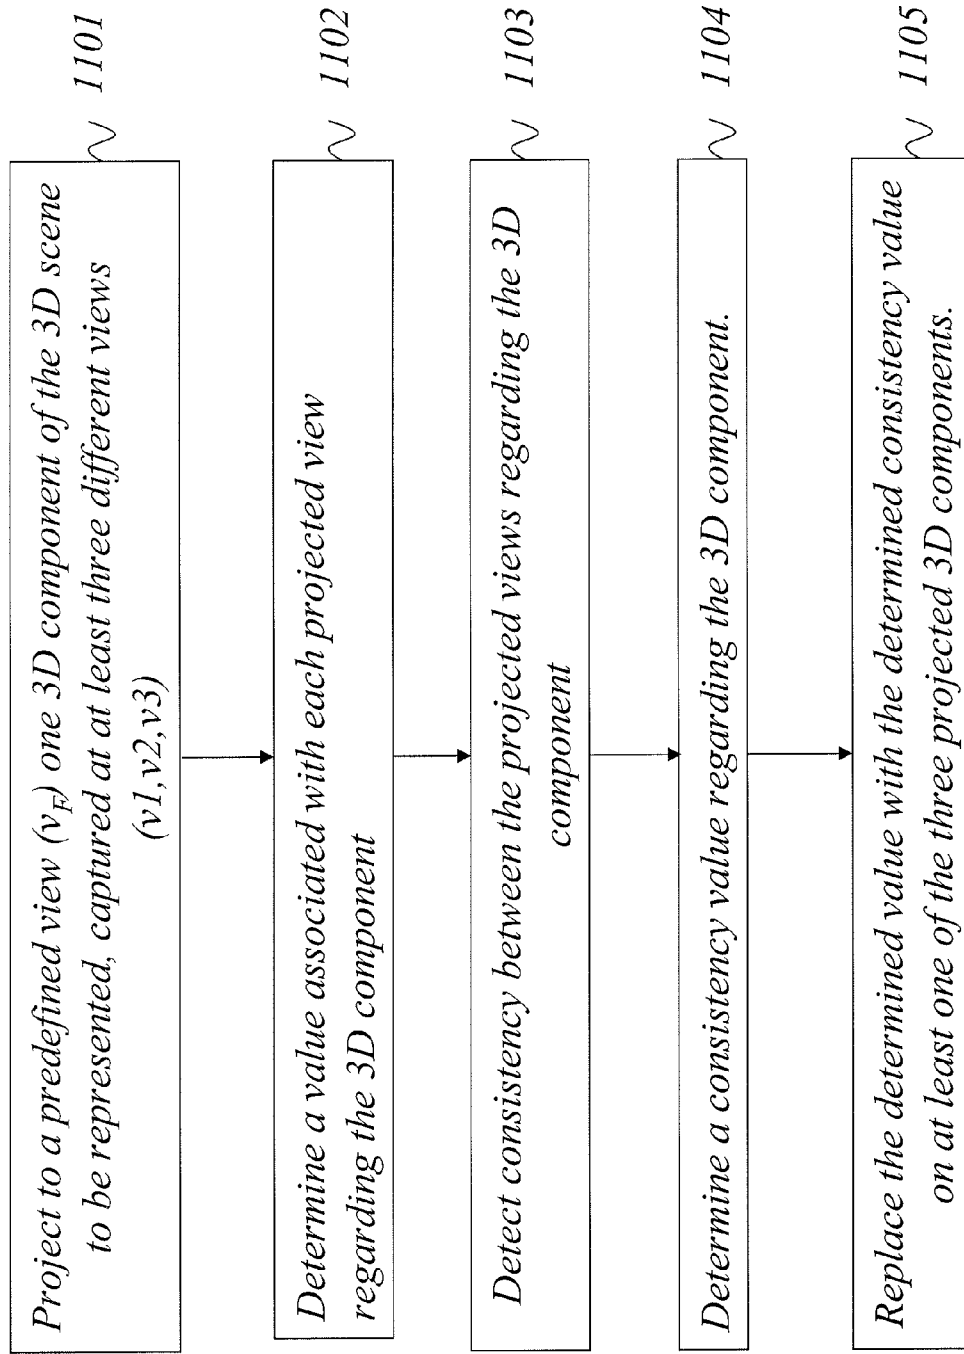 Project to a predefined view (vF) one 3D component of the 3D scene
to be represented, captured at at least three different views
(v1,v2,v3)
1101
Determine a value associated with each projected view
regarding the 3D component
1102
Detect consistency between the projected views regarding the 3D
component
1103
Determine a consistency value regarding the 3D component.
1104
Replace the determined value with the determined consistency value
on at least one of the three projected 3D components.
1105